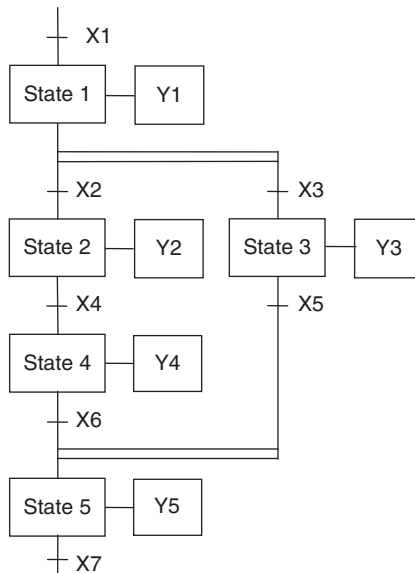 X1
State 1 Y1
X2 X3
State 2 Y2 State 3 Y3
X4 X5
State 4 Y4
X6
State 5 Y5
X7